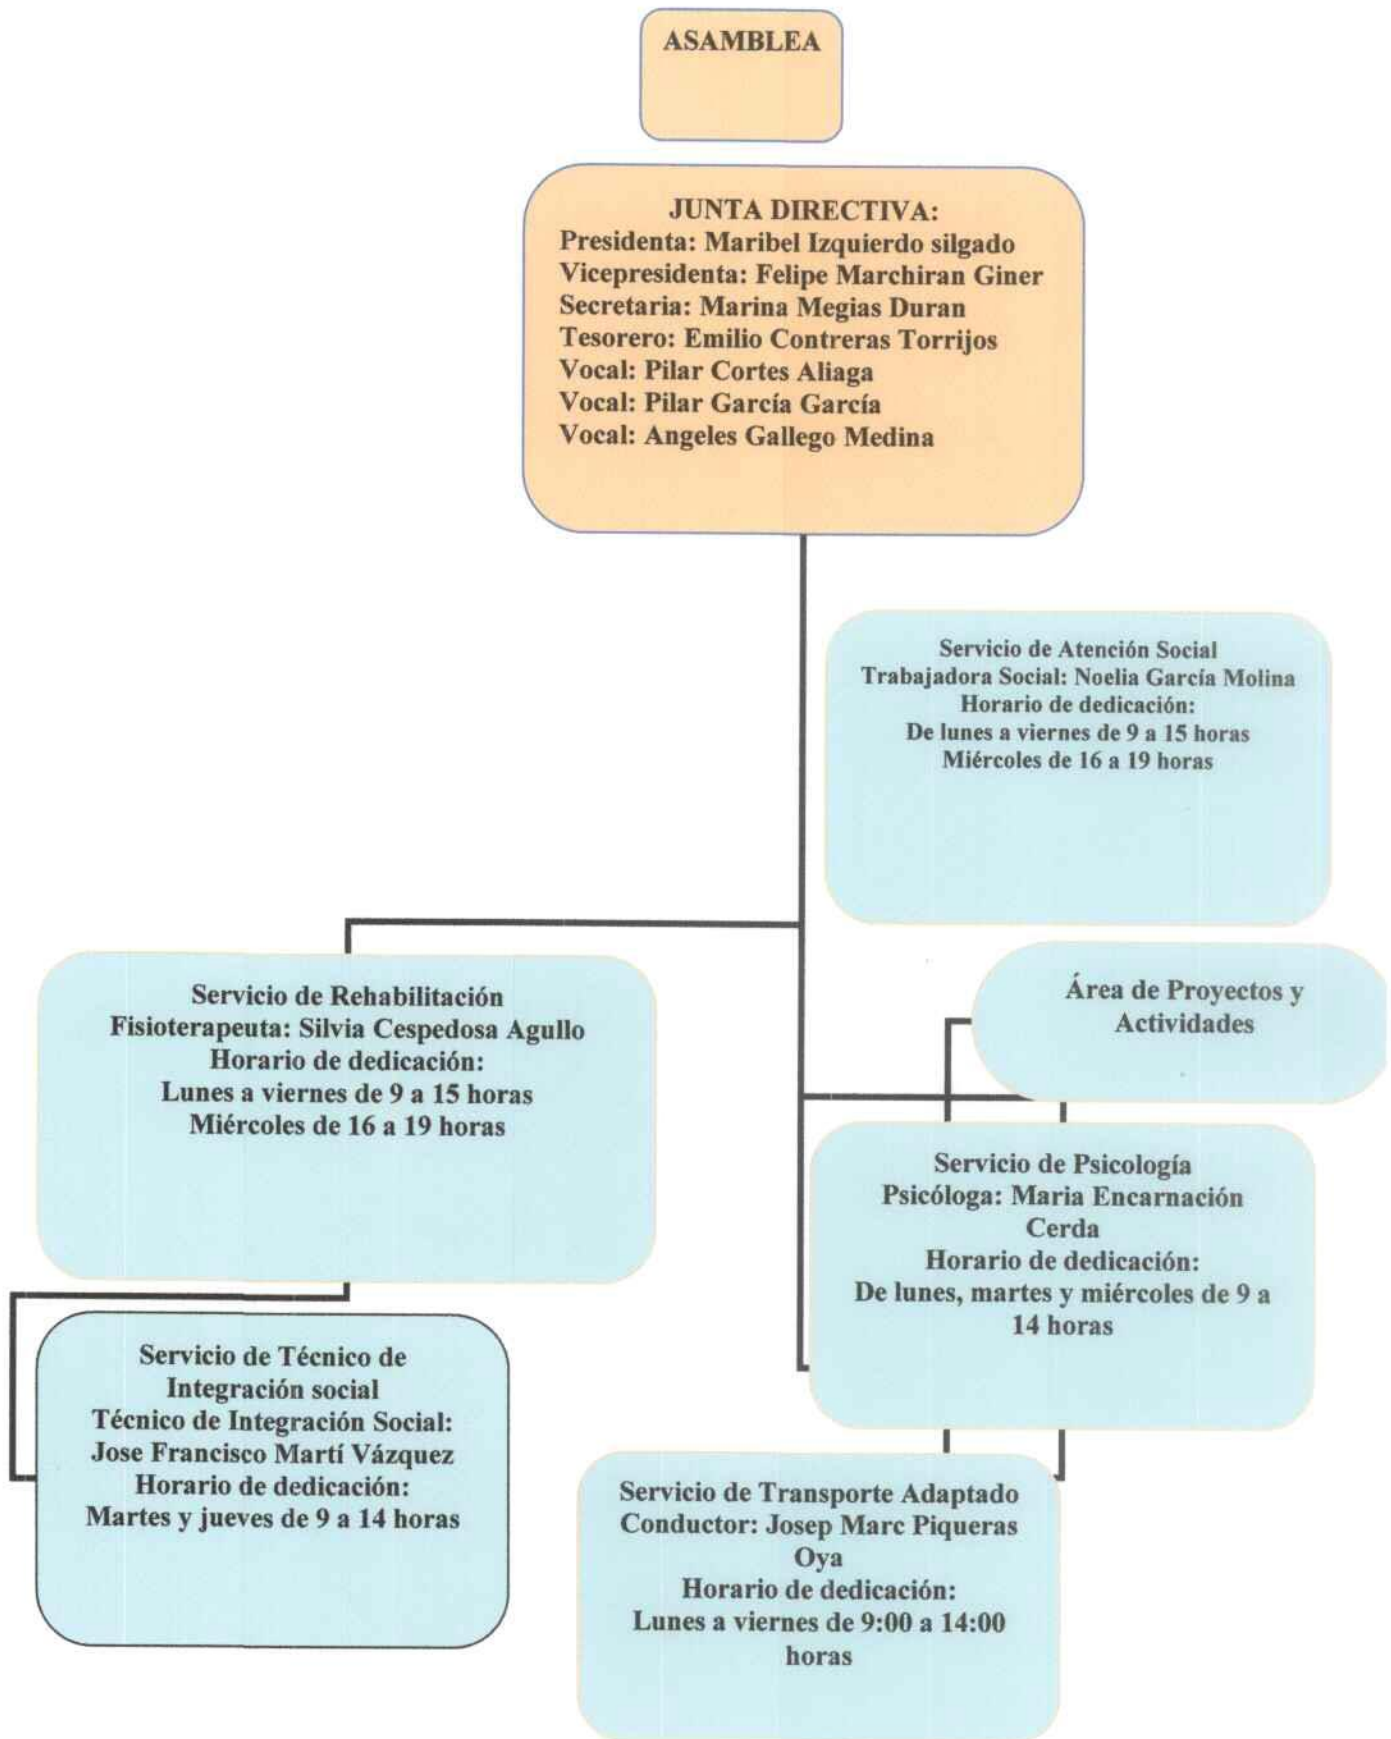 ASAMBLEA
JUNTA DIRECTIVA:
Presidenta: Maribel Izquierdo silgado
Vicepresidenta: Felipe Marchiran Giner
Secretaria: Marina Megias Duran
Tesorero: Emilio Contreras Torrijos
Vocal: Pilar Cortes Aliaga
Vocal: Pilar García García
Vocal: Angeles Gallego Medina
Servicio de Atención Social
Trabajadora Social: Noelia García Molina
Horario de dedicación:
De lunes a viernes de 9 a 15 horas
Miércoles de 16 a 19 horas
Servicio de Rehabilitación
Fisioterapeuta: Silvia Cespedosa Agullo
Horario de dedicación:
Lunes a viernes de 9 a 15 horas
Miércoles de 16 a 19 horas
Área de Proyectos y
Actividades
Servicio de Psicología
Psicóloga: Maria Encarnación
Cerda
Horario de dedicación:
De lunes, martes y miércoles de 9 a
14 horas
Servicio de Técnico de
Integración social
Técnico de Integración Social:
Jose Francisco Martí Vázquez
Horario de dedicación:
Martes y jueves de 9 a 14 horas
Servicio de Transporte Adaptado
Conductor: Josep Marc Piqueras
Oya
Horario de dedicación:
Lunes a viernes de 9:00 a 14:00
horas